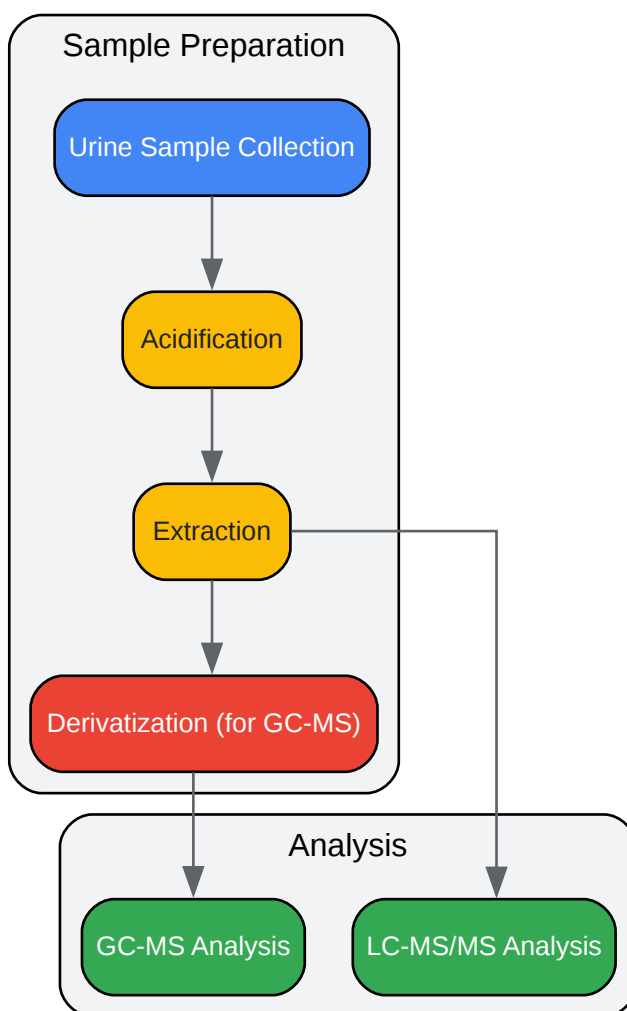 Sample Preparation
Urine Sample Collection
Acidification
Extraction
Derivatization (for GC-MS)
Analysis
GC-MS Analysis
LC-MS/MS Analysis